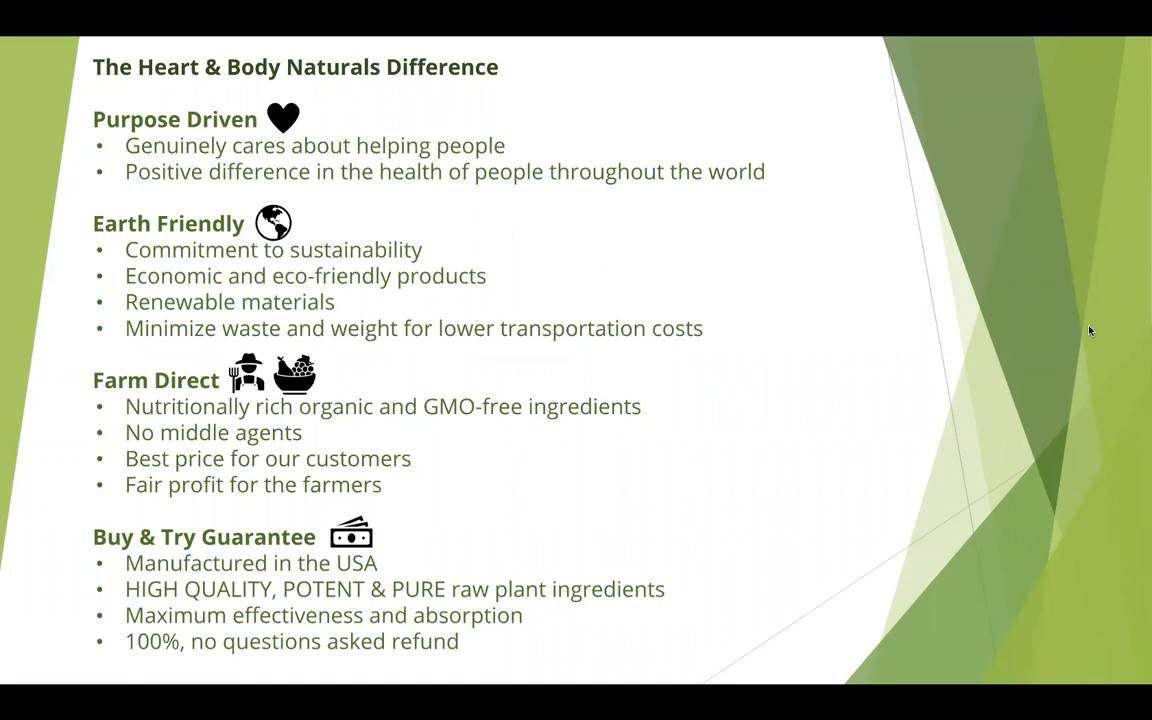 The Heart & Body Naturals Difference
Purpose Driven
• Genuinely cares about helping people
• Positive difference in the health of people throughout the world
Earth Friendly
• Commitment to sustainability
• Economic and eco-friendly products
• Renewable materials
• Minimize waste and weight for lower transportation costs
Farm Direct
• Nutritionally rich organic and GMO-free ingredients
• No middle agents
• Best price for our customers
• Fair profit for the farmers
Buy & Try Guarantee
• Manufactured in the USA
• HIGH QUALITY, POTENT & PURE raw plant ingredients
• Maximum effectiveness and absorption
• 100%, no questions asked refund